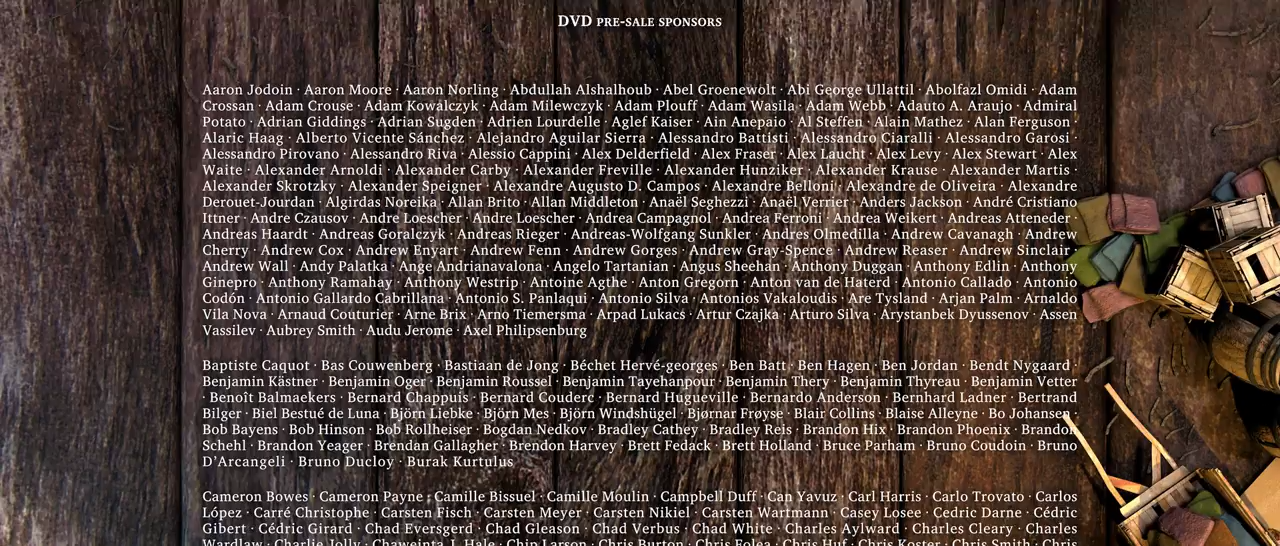 DVD PRE-SALE SPONSORS
Aaron Jodoin · Aaron Moore · Aaron Norling · Abdullah Alshalhoub · Abel Groenewolt · Abi George Ullattil · Abolfazl Omidi · Adam
Crossan · Adam Crouse · Adam Kowalczyk · Adam Milewczyk · Adam Plouff · Adam Wasila · Adam Webb · Adauto A. Araujo · Admiral
Potato · Adrian Giddings · Adrian Sugden · Adrien Lourdelle · Aglef Kaiser · Ain Anepaio · Al Steffen · Alain Mathez · Alan Ferguson ·
Alaric Haag · Alberto Vicente Sánchez · Alejandro Aguilar Sierra · Alessandro Battisti · Alessandro Ciaralli · Alessandro Garosi ·
Alessandro Pirovano · Alessandro Riva · Alessio Cappini · Alex Delderfield · Alex Fraser · Alex Laucht · Alex Levy · Alex Stewart · Alex
Waite · Alexander Arnoldi · Alexander Carby · Alexander Freville · Alexander Hunziker · Alexander Krause · Alexander Martis ·
Alexander Skrotzky · Alexander Speigner · Alexandre Augusto D. Campos · Alexandre Belloni · Alexandre de Oliveira · Alexandre
Derouet-Jourdan · Algirdas Noreika · Allan Brito · Allan Middleton · Anaël Seghezzi · Anaël Verrier · Anders Jackson · André Cristiano
Ittner · Andre Czausov · Andre Loescher · Andre Loescher · Andrea Campagnol · Andrea Ferroni · Andrea Weikert · Andreas Atteneder ·
Andreas Haardt · Andreas Goralczyk · Andreas Rieger · Andreas-Wolfgang Sunkler · Andres Olmedilla · Andrew Cavanagh · Andrew
Cherry · Andrew Cox · Andrew Enyart · Andrew Fenn · Andrew Gorges · Andrew Gray-Spence · Andrew Reaser · Andrew Sinclair ·
Andrew Wall · Andy Palatka · Ange Andrianavalona · Angelo Tartanian · Angus Sheehan · Anthony Duggan · Anthony Edlin · Anthony
Ginepro · Anthony Ramahay · Anthony Westrip · Antoine Agthe · Anton Gregorn · Anton van de Haterd · Antonio Callado · Antonio
Codón · Antonio Gallardo Cabrillana · Antonio S. Panlaqui · Antonio Silva · Antonios Vakaloudis · Are Tysland · Arjan Palm · Arnaldo
Vila Nova · Arnaud Couturier · Arne Brix · Arno Tiemersma · Arpad Lukacs · Artur Czajka · Arturo Silva · Arystanbek Dyussenov · Assen
Vassilev · Aubrey Smith · Audu Jerome · Axel Philipsenburg
Baptiste Caquot · Bas Couwenberg · Bastiaan de Jong · Béchet Hervé-georges · Ben Batt · Ben Hagen · Ben Jordan · Bendt Nygaard ·
Benjamin Kästner · Benjamin Oger · Benjamin Roussel · Benjamin Tayehanpour · Benjamin Thery · Benjamin Thyreau · Benjamin Vetter
· Benoît Balmaekers · Bernard Chappuis · Bernard Couderc · Bernard Hugueville · Bernardo Anderson · Bernhard Ladner · Bertrand
Bilger · Biel Bestué de Luna · Björn Liebke · Björn Mes · Björn Windshügel · Bjørnar Frøyse · Blair Collins · Blaise Alleyne · Bo Johansen ·
Bob Bayens · Bob Hinson · Bob Rollheiser · Bogdan Nedkov · Bradley Cathey · Bradley Reis · Brandon Hix · Brandon Phoenix · Brandon
Schehl · Brandon Yeager · Brendan Gallagher · Brendon Harvey · Brett Fedack · Brett Holland · Bruce Parham · Bruno Coudoin · Bruno
D'Arcangeli · Bruno Ducloy · Burak Kurtulus
Cameron Bowes · Cameron Payne · Camille Bissuel · Camille Moulin · Campbell Duff · Can Yavuz · Carl Harris · Carlo Trovato · Carlos
López · Carré Christophe · Carsten Fisch · Carsten Meyer · Carsten Nikiel · Carsten Wartmann · Casey Losee · Cedric Darne · Cédric
Gibert · Cédric Girard · Chad Eversgerd · Chad Gleason · Chad Verbus · Chad White · Charles Aylward · Charles Cleary · Charles
Wardlaw · Charlie Jolly · Chaweinta J. Hale · Chip Larson · Chris Burton · Chris Folea · Chris Huf · Chris Koster · Chris Smith · Chris